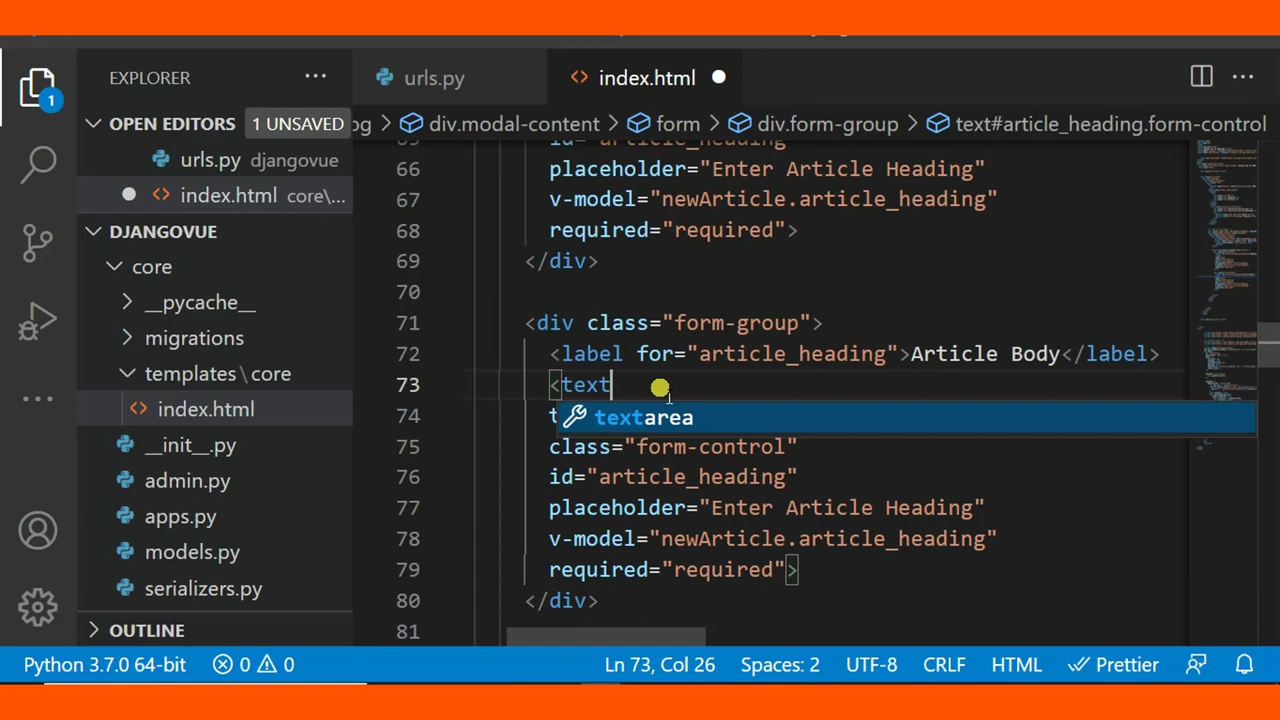 EXPLORER
urls.py
index.html
OPEN EDITORS
1 UNSAVED
og
div.modal-content
form
div.form-group
text#article_heading.form-control
urls.py djangovue
index.html core\...
DJANGOVUE
core
__pycache__
migrations
templates\core
index.html
__init__.py
admin.py
apps.py
models.py
serializers.py
OUTLINE
1
66 placeholder="Enter Article Heading"
67 v-model="newArticle.article_heading"
68 required="required">
69 </div>
70
71 <div class="form-group">
72 <label for="article_heading">Article Body</label>
73 <text
textarea
74 t
75 class="form-control"
76 id="article_heading"
77 placeholder="Enter Article Heading"
78 v-model="newArticle.article_heading"
79 required="required">
80 </div>
81
Python 3.7.0 64-bit 0 0 Ln 73, Col 26 Spaces: 2 UTF-8 CRLF HTML Prettier